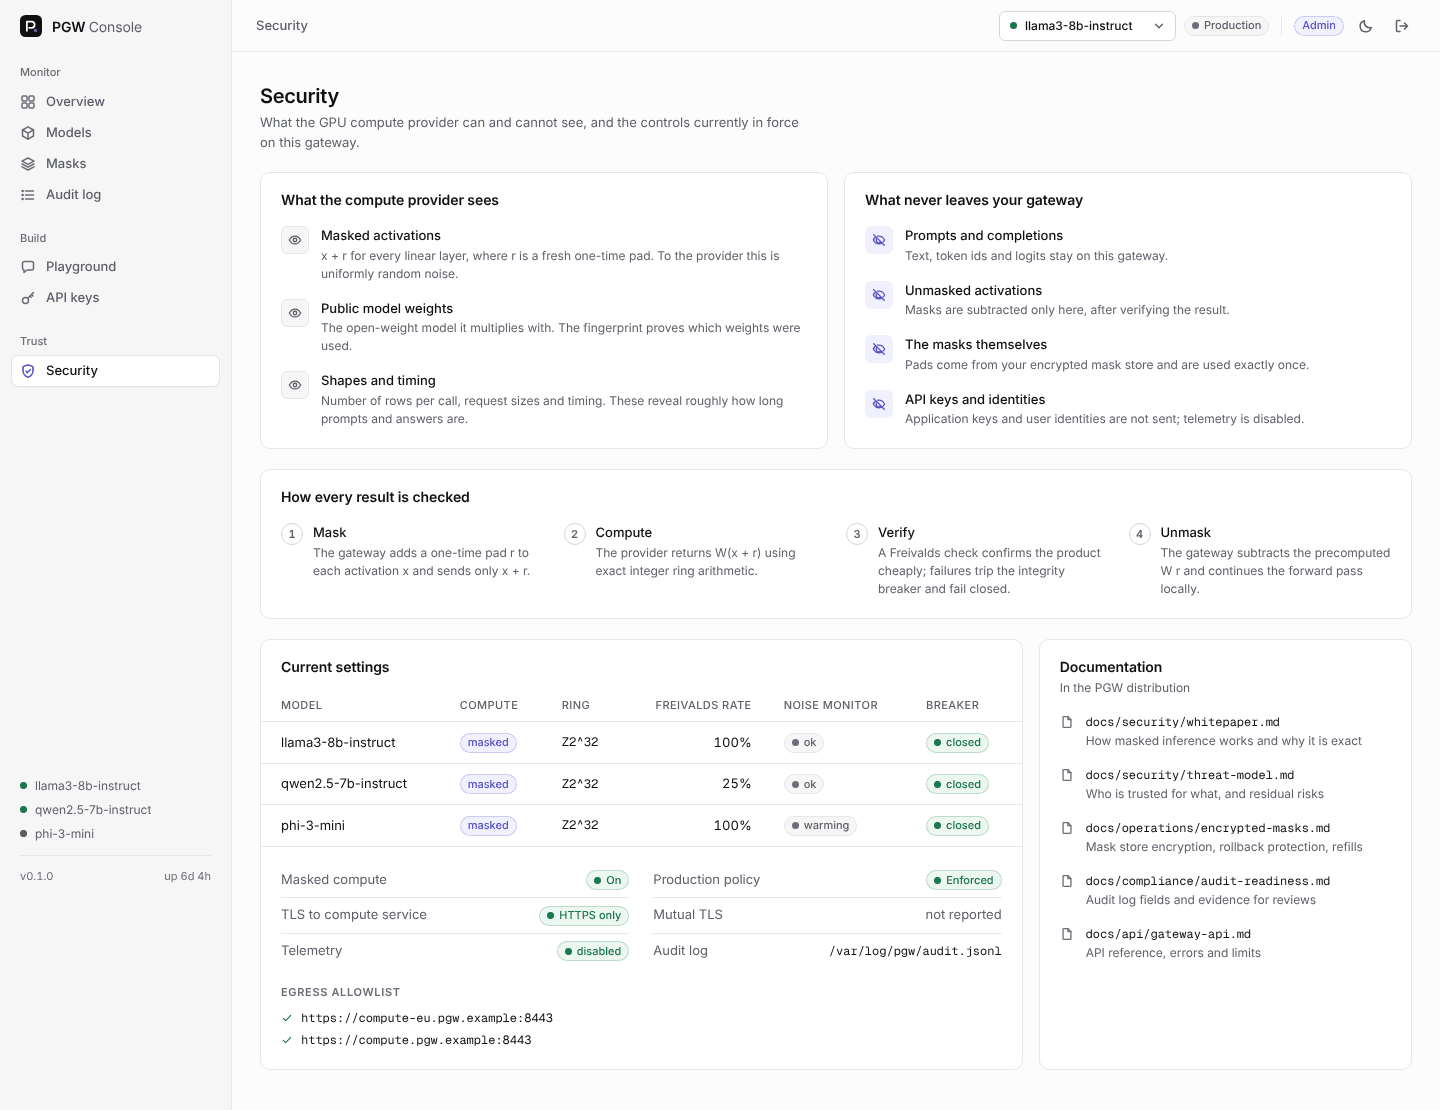 PGW Console
Monitor
Overview
Models
Masks
Audit log
Build
Playground
API keys
Trust
Security
llama3-8b-instruct
qwen2.5-7b-instruct
phi-3-mini
v0.1.0 up 6d 4h
Security
llama3-8b-instruct
Production
Admin
Security
What the GPU compute provider can and cannot see, and the controls currently in force
on this gateway.
What the compute provider sees
Masked activations
x + r for every linear layer, where r is a fresh one-time pad. To the provider this is
uniformly random noise.
Public model weights
The open-weight model it multiplies with. The fingerprint proves which weights were
used.
Shapes and timing
Number of rows per call, request sizes and timing. These reveal roughly how long
prompts and answers are.
What never leaves your gateway
Prompts and completions
Text, token ids and logits stay on this gateway.
Unmasked activations
Masks are subtracted only here, after verifying the result.
The masks themselves
Pads come from your encrypted mask store and are used exactly once.
API keys and identities
Application keys and user identities are not sent; telemetry is disabled.
How every result is checked
1 Mask
The gateway adds a one-time pad r to
each activation x and sends only x + r.
2 Compute
The provider returns W(x + r) using
exact integer ring arithmetic.
3 Verify
A Freivalds check confirms the product
cheaply; failures trip the integrity
breaker and fail closed.
4 Unmask
The gateway subtracts the precomputed
W r and continues the forward pass
locally.
Current settings
MODEL COMPUTE RING FREIVALDS RATE NOISE MONITOR BREAKER
llama3-8b-instruct masked Z2^32 100% ok closed
qwen2.5-7b-instruct masked Z2^32 25% ok closed
phi-3-mini masked Z2^32 100% warming closed
Masked compute On
Production policy Enforced
TLS to compute service HTTPS only
Mutual TLS not reported
Telemetry disabled
Audit log /var/log/pgw/audit.jsonl
EGRESS ALLOWLIST
https://compute-eu.pgw.example:8443
https://compute.pgw.example:8443
Documentation
In the PGW distribution
docs/security/whitepaper.md
How masked inference works and why it is exact
docs/security/threat-model.md
Who is trusted for what, and residual risks
docs/operations/encrypted-masks.md
Mask store encryption, rollback protection, refills
docs/compliance/audit-readiness.md
Audit log fields and evidence for reviews
docs/api/gateway-api.md
API reference, errors and limits